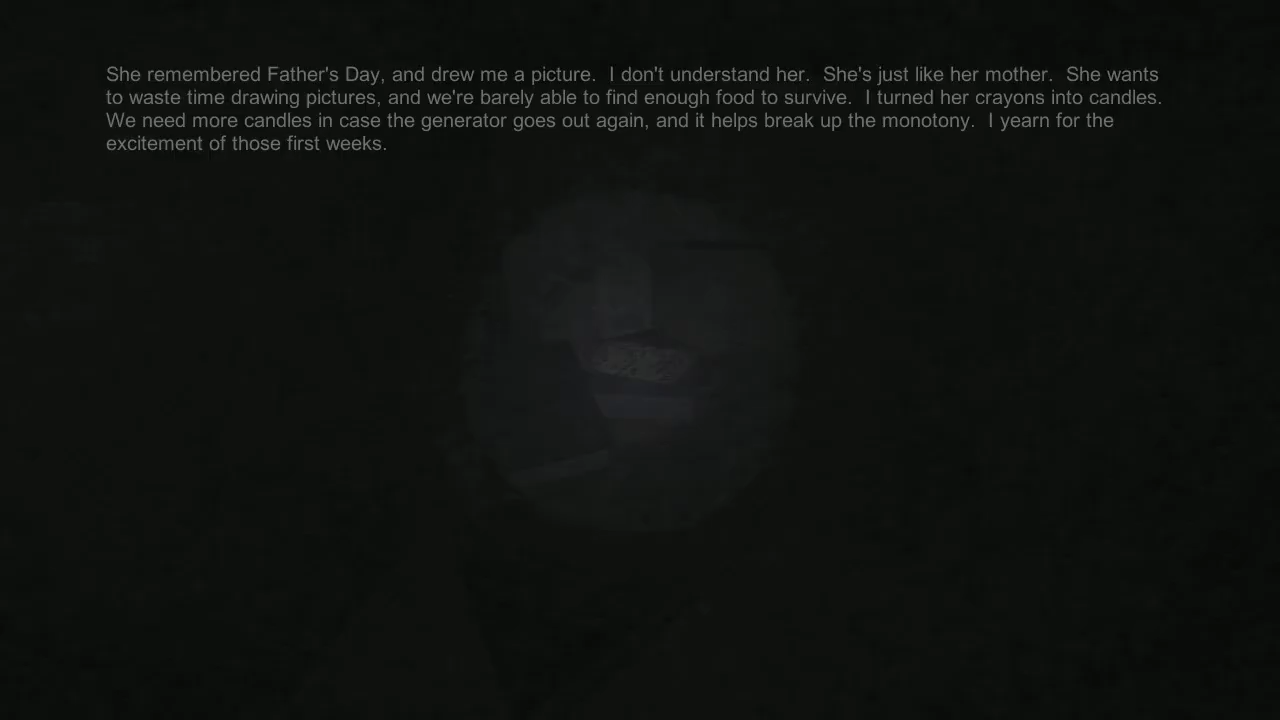 She remembered Father's Day, and drew me a picture.  I don't understand her.  She's just like her mother.  She wants
to waste time drawing pictures, and we're barely able to find enough food to survive.  I turned her crayons into candles.
We need more candles in case the generator goes out again, and it helps break up the monotony.  I yearn for the
excitement of those first weeks.